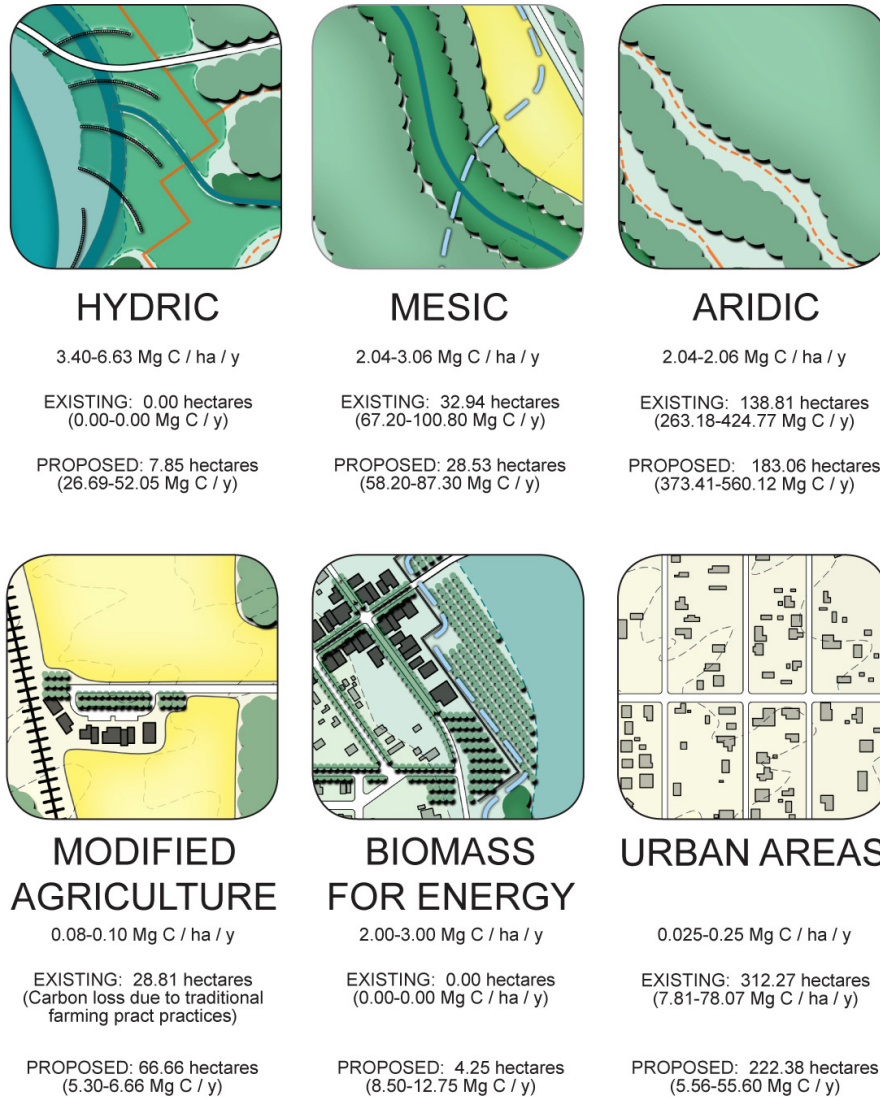 HYDRIC
3.40-6.63 Mg C / ha / y
EXISTING: 0.00 hectares
(0.00-0.00 Mg C / y)
PROPOSED: 7.85 hectares
(26.69-52.05 Mg C / y)
MESIC
2.04-3.06 Mg C / ha / y
EXISTING: 32.94 hectares
(67.20-100.80 Mg C / y)
PROPOSED: 28.53 hectares
(58.20-87.30 Mg C / y)
ARIDIC
2.04-2.06 Mg C / ha / y
EXISTING: 138.81 hectares
(263.18-424.77 Mg C / y)
PROPOSED: 183.06 hectares
(373.41-560.12 Mg C / y)
MODIFIED
AGRICULTURE
0.08-0.10 Mg C / ha / y
EXISTING: 28.81 hectares
(Carbon loss due to traditional
farming pract practices)
PROPOSED: 66.66 hectares
(5.30-6.66 Mg C / y)
BIOMASS
FOR ENERGY
2.00-3.00 Mg C / ha / y
EXISTING: 0.00 hectares
(0.00-0.00 Mg C / ha / y)
PROPOSED: 4.25 hectares
(8.50-12.75 Mg C / y)
URBAN AREAS
0.025-0.25 Mg C / ha / y
EXISTING: 312.27 hectares
(7.81-78.07 Mg C / ha / y)
PROPOSED: 222.38 hectares
(5.56-55.60 Mg C / y)